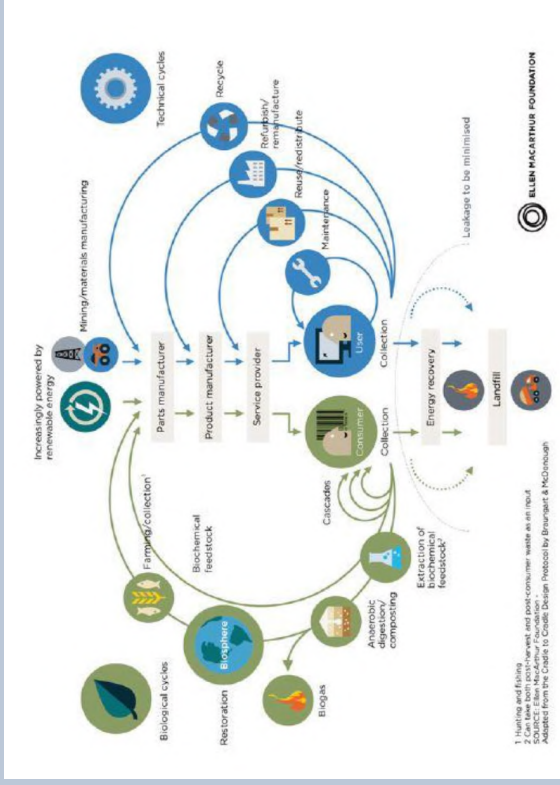 Increasingly powered by
renewable energy
Mining/materials manufacturing
Technical cycles
Biological cycles
Farming/collection¹
Biochemical
feedstock
Restoration
Biosphere
Biogas
Anaerobic
digestion/
composting
Extraction of
biochemical
feedstock²
Cascades
Parts manufacturer
Product manufacturer
Service provider
Consumer
User
Collection
Collection
Recycle
Refurbish/
remanufacture
Reuse/redistribute
Maintenance
Energy recovery
Landfill
Leakage to be minimised
1 Hunting and fishing
2 Can take both post-harvest and post-consumer waste as an input
SOURCE: Ellen MacArthur Foundation -
Adapted from the Cradle to Cradle Design Protocol by Braungart & McDonough
ELLEN MACARTHUR FOUNDATION